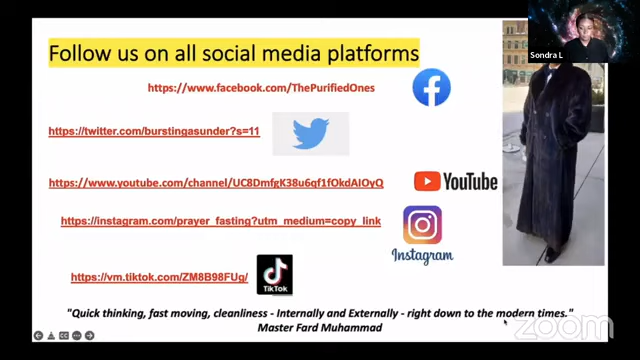 Follow us on all social media platforms
Sondra L
https://www.facebook.com/ThePurifiedOnes
https://twitter.com/burstingasunder?s=11
https://www.youtube.com/channel/UC8DmfgK38u6qf1fOkdAIOyQ
YouTube
https://instagram.com/prayer_fasting?utm_medium=copy_link
Instagram
https://vm.tiktok.com/ZM8B98FUg/
TikTok
"Quick thinking, fast moving, cleanliness - Internally and Externally - right down to the modern times."
Master Fard Muhammad
zoom